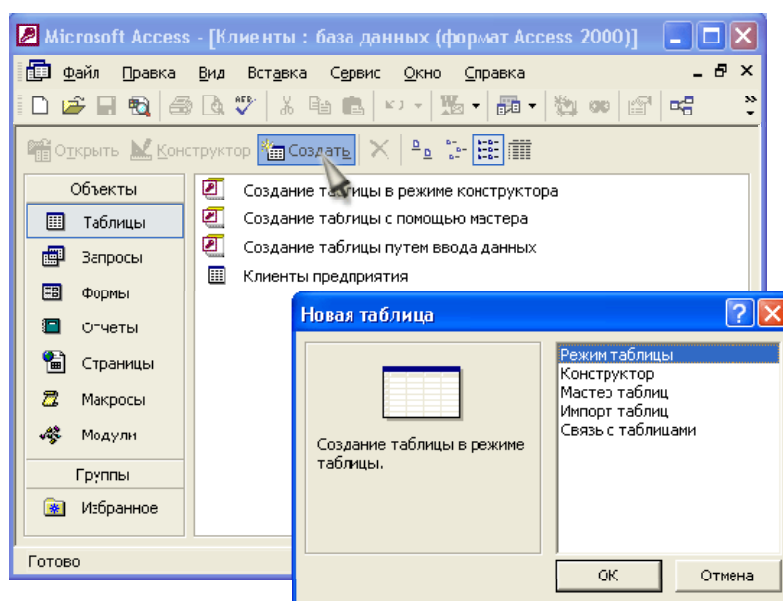 Microsoft Access - [Клиенты : база данных (формат Access 2000)]
Файл Правка Вид Вставка Сервис Окно Справка
Открыть Конструктор Создать
Объекты
Таблицы
Запросы
Формы
Отчеты
Страницы
Макросы
Модули
Группы
Избранное
Создание таблицы в режиме конструктора
Создание таблицы с помощью мастера
Создание таблицы путем ввода данных
Клиенты предприятия
Готово
Новая таблица
Создание таблицы в режиме
таблицы.
Режим таблицы
Конструктор
Мастер таблиц
Импорт таблиц
Связь с таблицами
ОК
Отмена